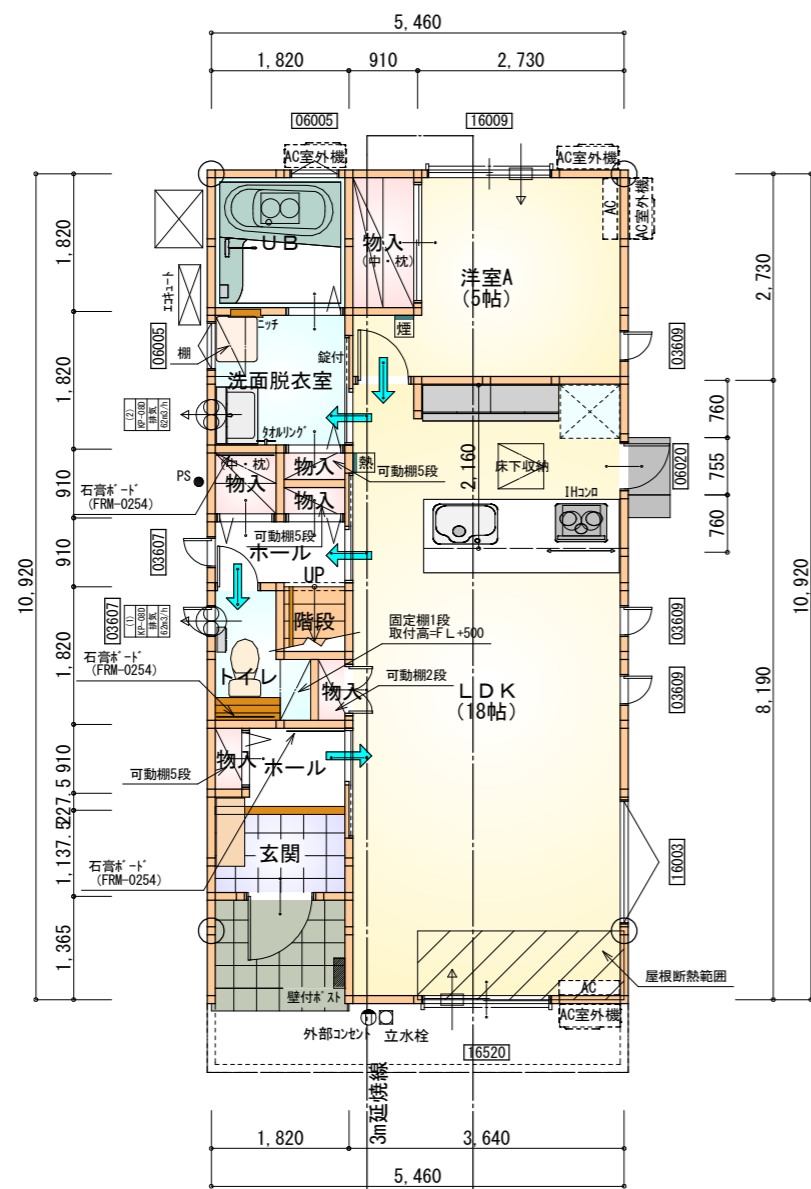 5,460
1,820
910
2,730
06005
16009
AC室外機
AC室外機
AC
AC室外機
UB
物入
(中・枕)
洋室A
(5帖)
1,820
2,730
エコキュート
ニッチ
煙
06005
棚
錠付
03609
洗面脱衣室
1,820
760
(2)
KP-08D
排気
62m3/h
タオルリング
2,160
床下収納
755
06020
PS
(中・枕)
物入
物入
熱
可動棚5段
910
石膏ボード
(FRM-0254)
物入
IHコンロ
760
可動棚5段
ホール
910
03607
UP
10,920
10,920
03607
(1)
KP-08D
排気
62m3/h
階段
固定棚1段
取付高=FL+500
03609
1,820
石膏ボード
(FRM-0254)
トイレ
物入
可動棚2段
LDK
(18帖)
03609
8,190
910
物入
ホール
可動棚5段
227.5
1,137.5
玄関
16003
石膏ボード
(FRM-0254)
1,365
屋根断熱範囲
壁付ポスト
AC
AC室外機
外部コンセント
立水栓
16520
3m延焼線
1,820
3,640
5,460